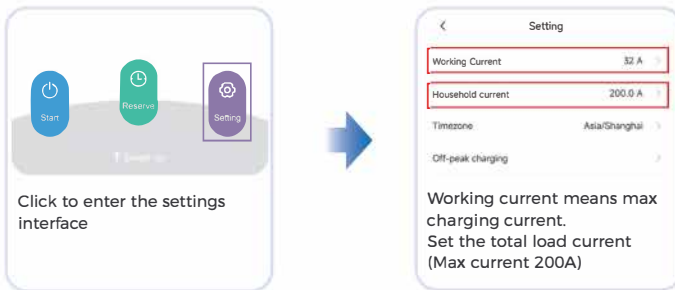 Start
Reserve
Setting
Click to enter the settings
interface
Setting
Working Current 32 A
Household current 200.0 A
Timezone Asia/Shanghai
Off-peak charging
Working current means max
charging current.
Set the total load current
(Max current 200A)